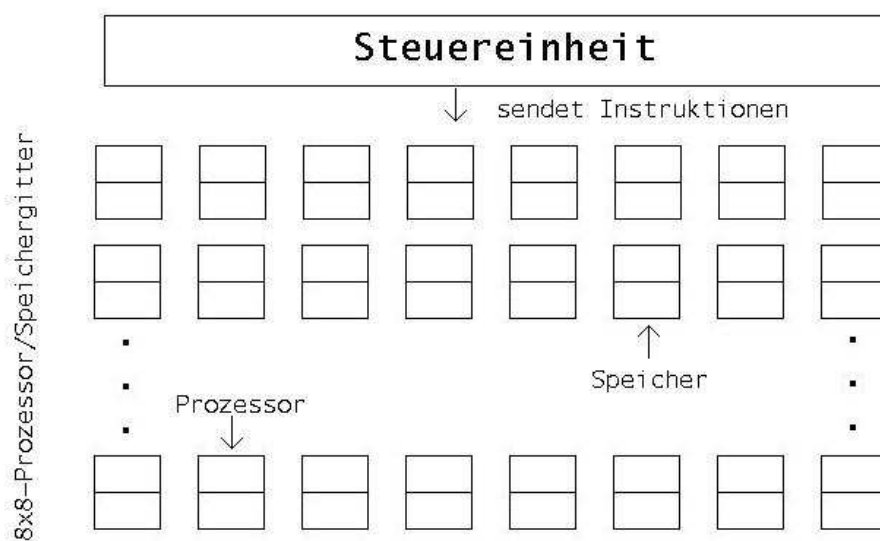 Steuereinheit
sendet Instruktionen
8x8-Prozessor/Speichergitter
Speicher
Prozessor